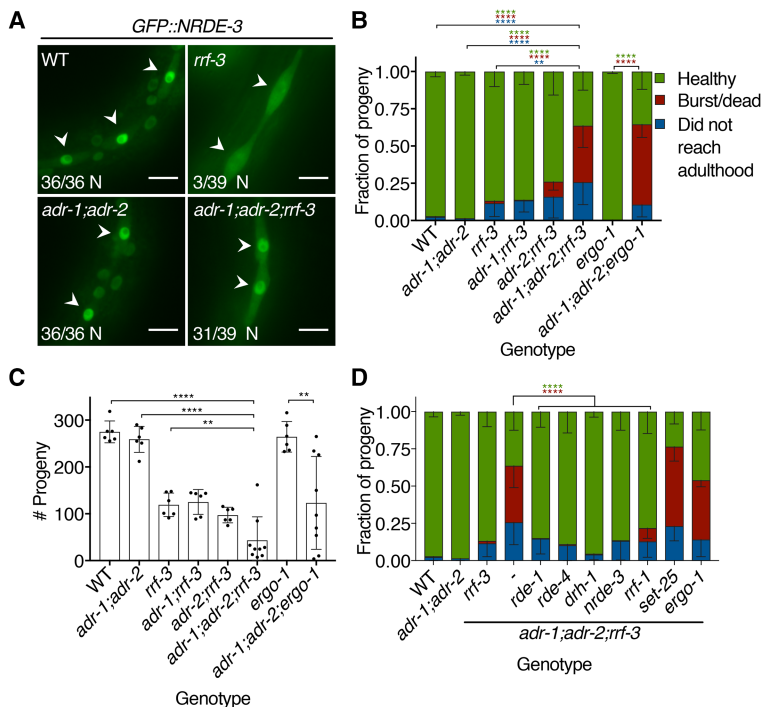 A
GFP::NRDE-3
WT
rrf-3
36/36 N
3/39 N
adr-1;adr-2
adr-1;adr-2;rrf-3
36/36 N
31/39 N
B
****
****
****
****
****
****
****
****
**
****
****
Fraction of progeny
1.00
0.75
0.50
0.25
0.00
WT
adr-1;adr-2
rrf-3
adr-1;rrf-3
adr-2;rrf-3
adr-1;adr-2;rrf-3
ergo-1
adr-1;adr-2;ergo-1
Genotype
Healthy
Burst/dead
Did not
reach
adulthood
C
****
****
**
**
# Progeny
300
200
100
0
WT
adr-1;adr-2
rrf-3
adr-1;rrf-3
adr-2;rrf-3
adr-1;adr-2;rrf-3
ergo-1
adr-1;adr-2;ergo-1
Genotype
D
****
****
Fraction of progeny
1.00
0.75
0.50
0.25
0.00
WT
adr-1;adr-2
rrf-3
-
rde-1
rde-4
drh-1
nrde-3
rrf-1
set-25
ergo-1
adr-1;adr-2;rrf-3
Genotype